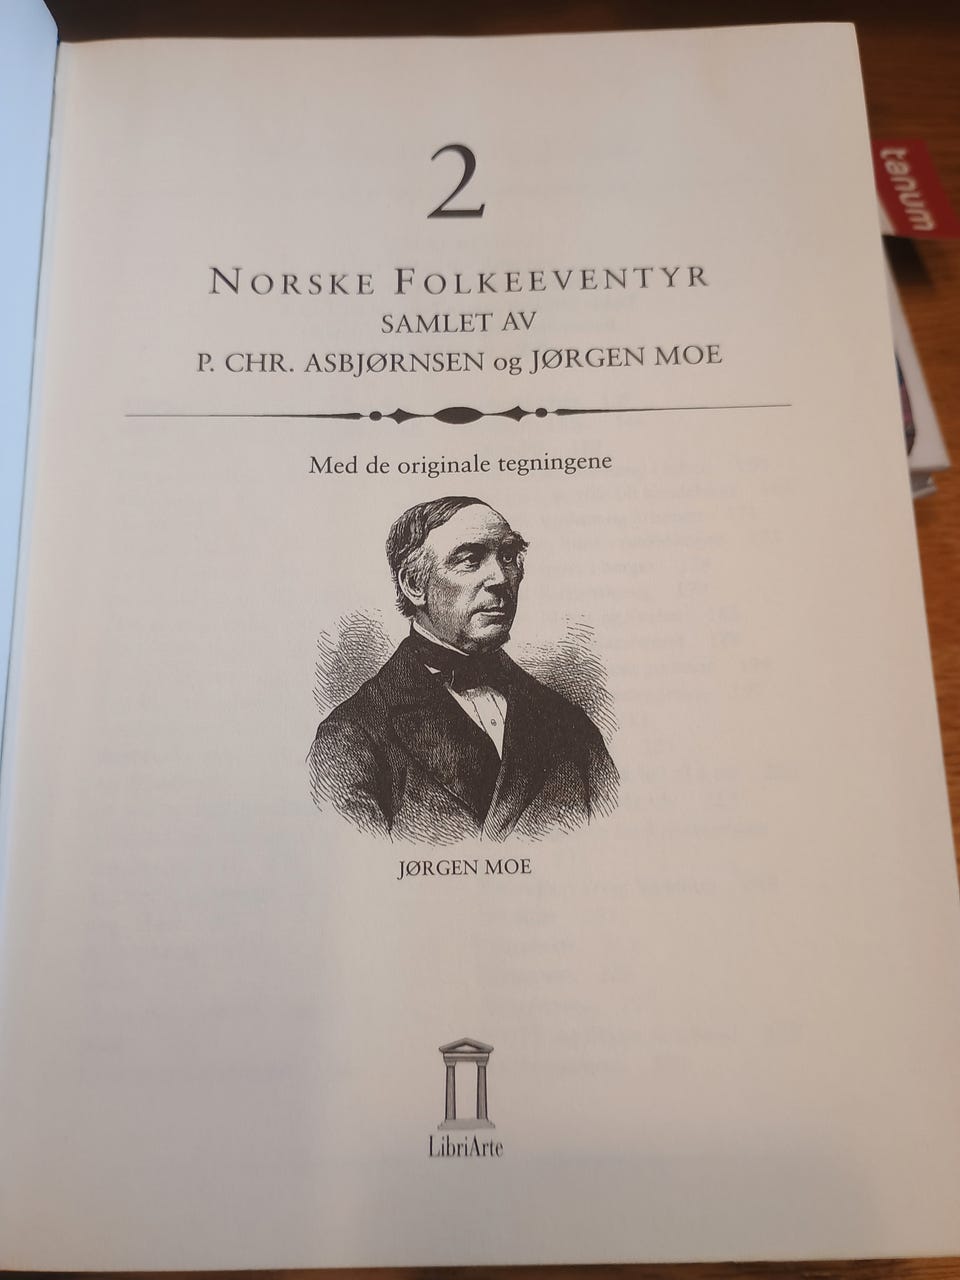 2
NORSKE FOLKEEVENTYR
SAMLET AV
P. CHR. ASBJØRNSEN og JØRGEN MOE
Med de originale tegningene
JØRGEN MOE
LibriArte
tanum